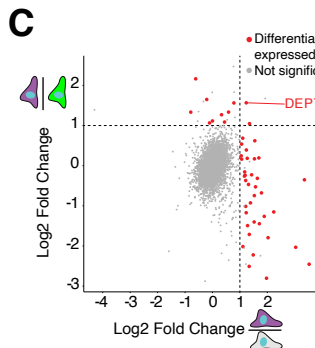 C
Differentia
expressed
Not signific
DEPT
Log2 Fold Change
2
1
0
-1
-2
-3
-4 -3 -2 -1 0 1 2
Log2 Fold Change